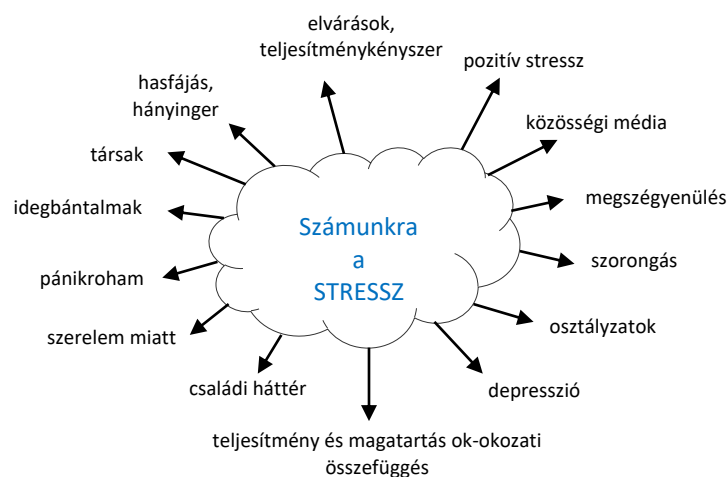 elvárások,
teljesítménykényszer
pozitív stressz
hasfájás,
hányinger
közösségi média
társak
megszégyenülés
idegbántalmak
Számunkra
a
STRESSZ
szorongás
pánikroham
osztályzatok
szerelem miatt
családi háttér
depresszió
teljesítmény és magatartás ok-okozati
összefüggés